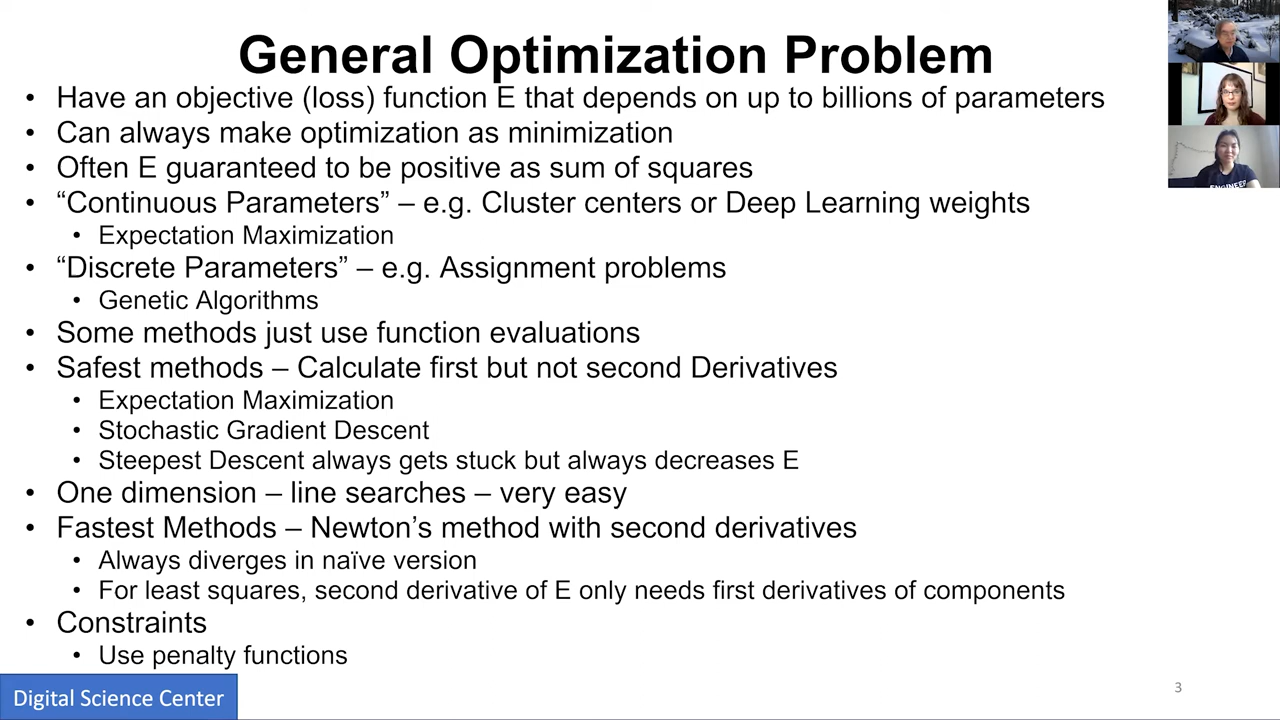 General Optimization Problem
• Have an objective (loss) function E that depends on up to billions of parameters
• Can always make optimization as minimization
• Often E guaranteed to be positive as sum of squares
• “Continuous Parameters” – e.g. Cluster centers or Deep Learning weights
• Expectation Maximization
• “Discrete Parameters” – e.g. Assignment problems
• Genetic Algorithms
• Some methods just use function evaluations
• Safest methods – Calculate first but not second Derivatives
• Expectation Maximization
• Stochastic Gradient Descent
• Steepest Descent always gets stuck but always decreases E
• One dimension – line searches – very easy
• Fastest Methods – Newton’s method with second derivatives
• Always diverges in naïve version
• For least squares, second derivative of E only needs first derivatives of components
• Constraints
• Use penalty functions
Digital Science Center
3